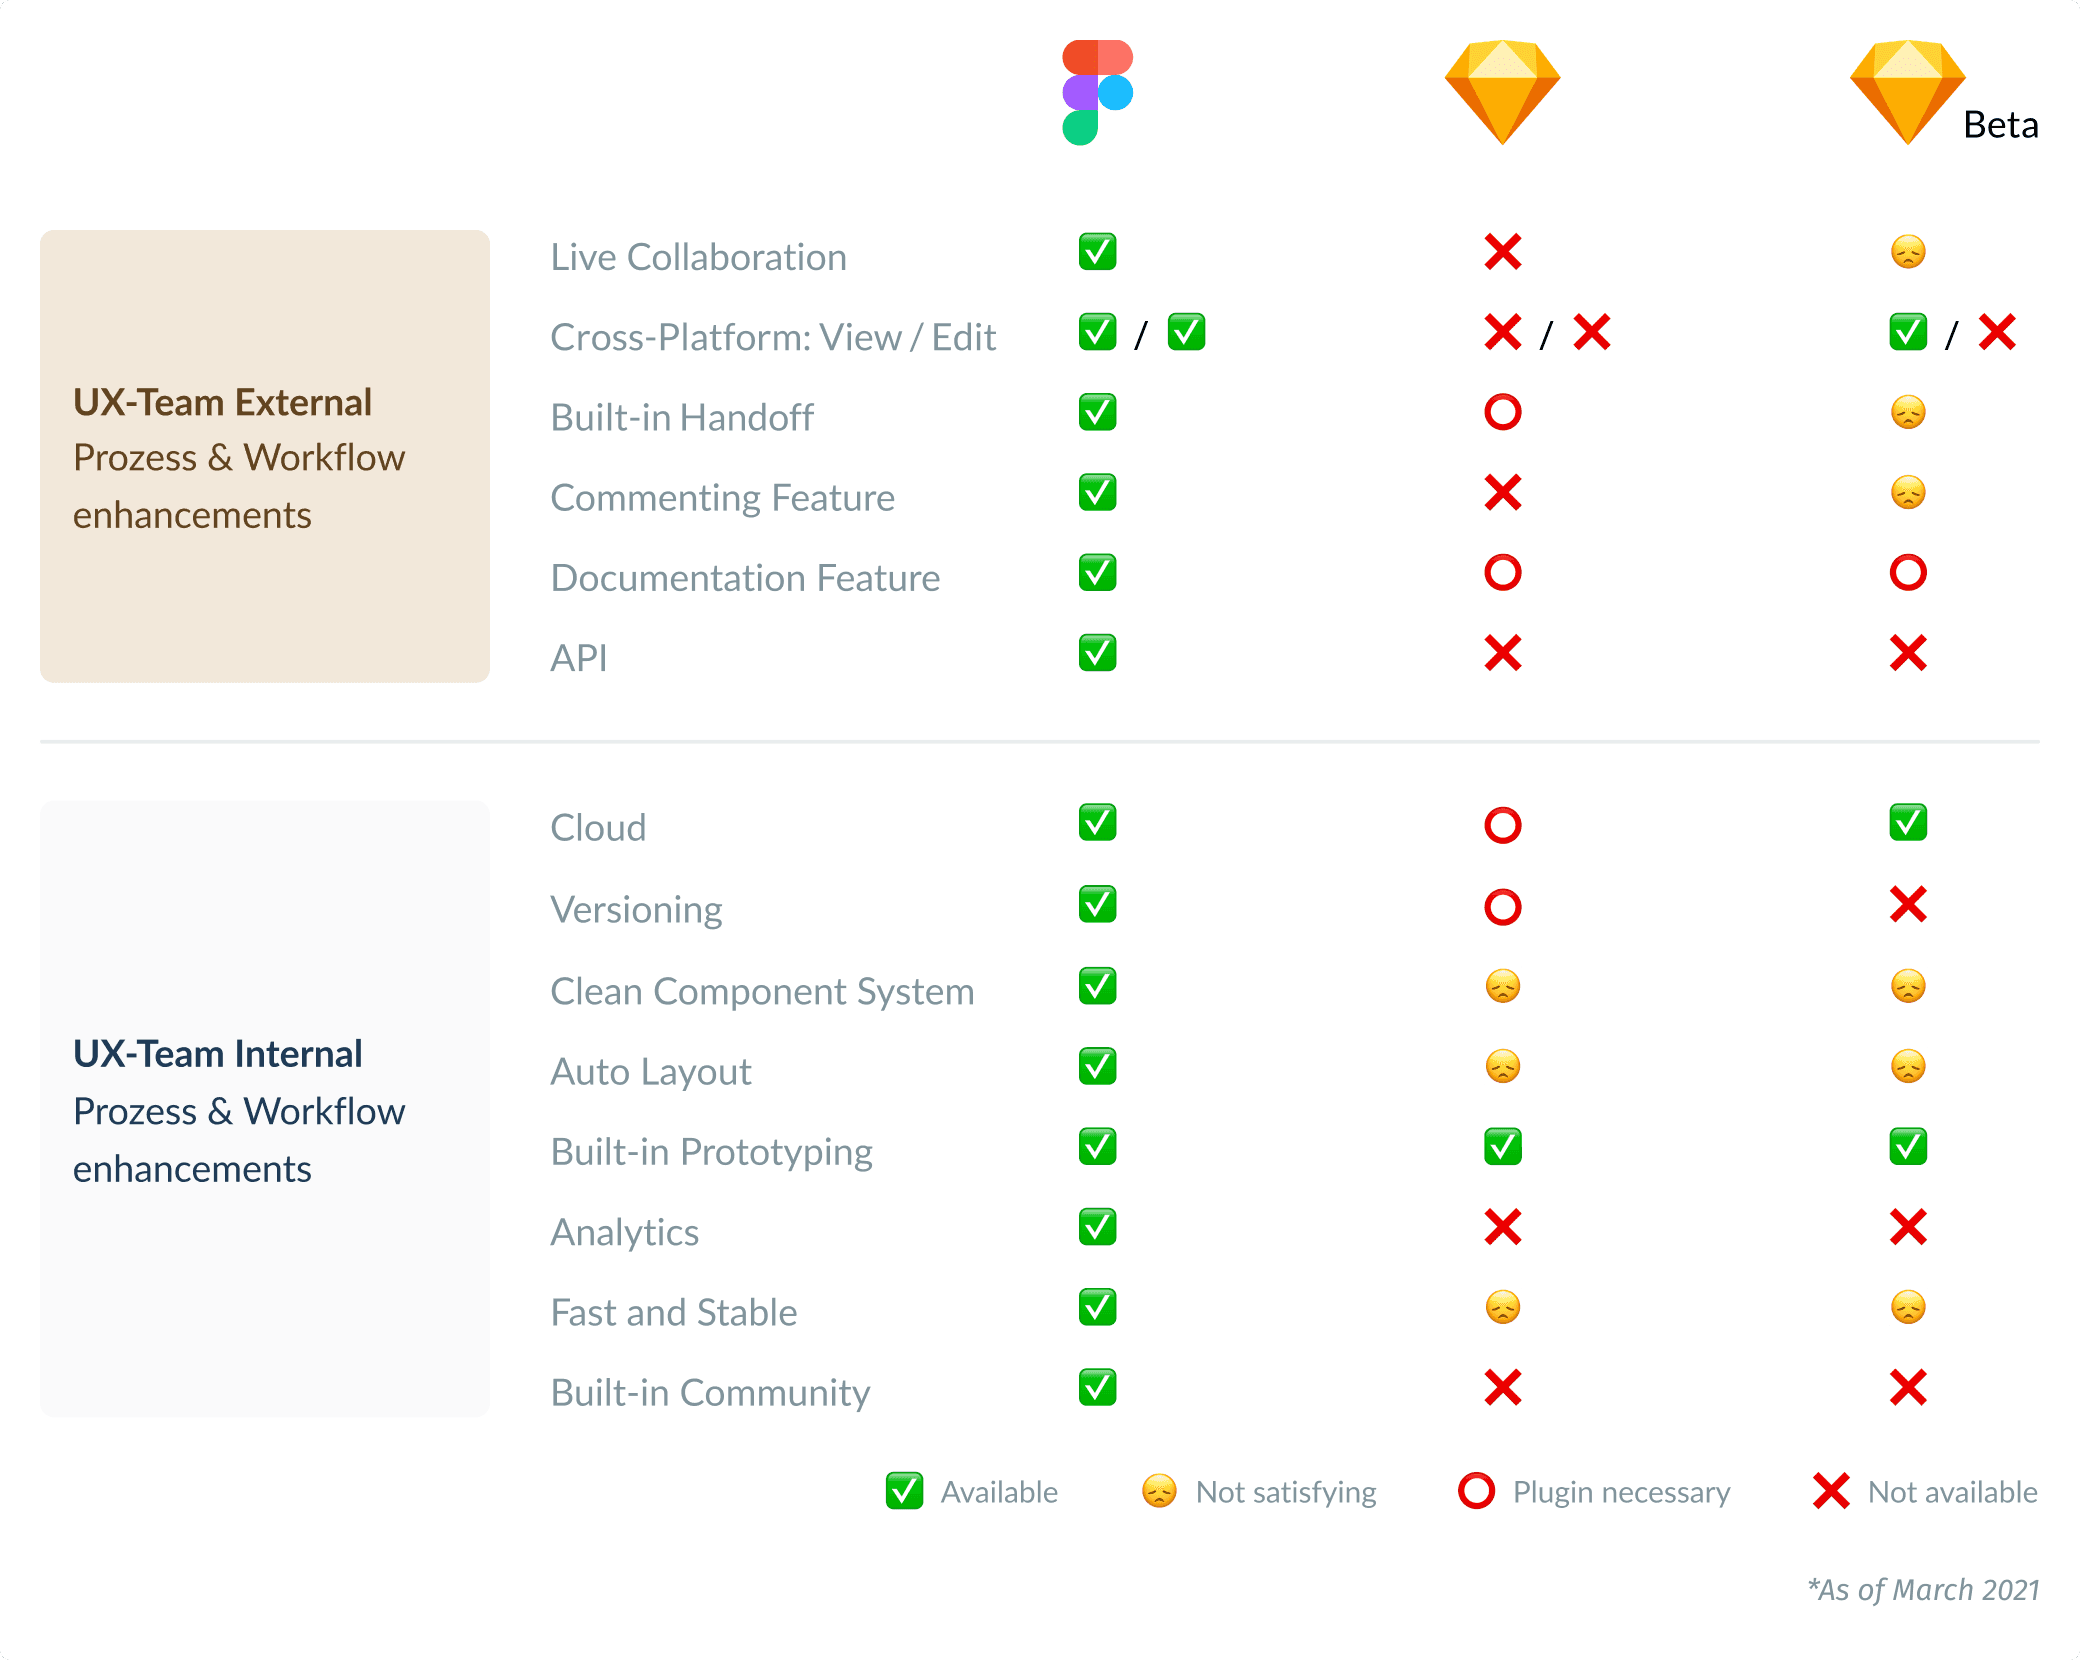 Beta
UX-Team External
Prozess & Workflow
enhancements
Live Collaboration
Cross-Platform: View / Edit
/
/
/
Built-in Handoff
Commenting Feature
Documentation Feature
API
UX-Team Internal
Prozess & Workflow
enhancements
Cloud
Versioning
Clean Component System
Auto Layout
Built-in Prototyping
Analytics
Fast and Stable
Built-in Community
Available
Not satisfying
Plugin necessary
Not available
*As of March 2021